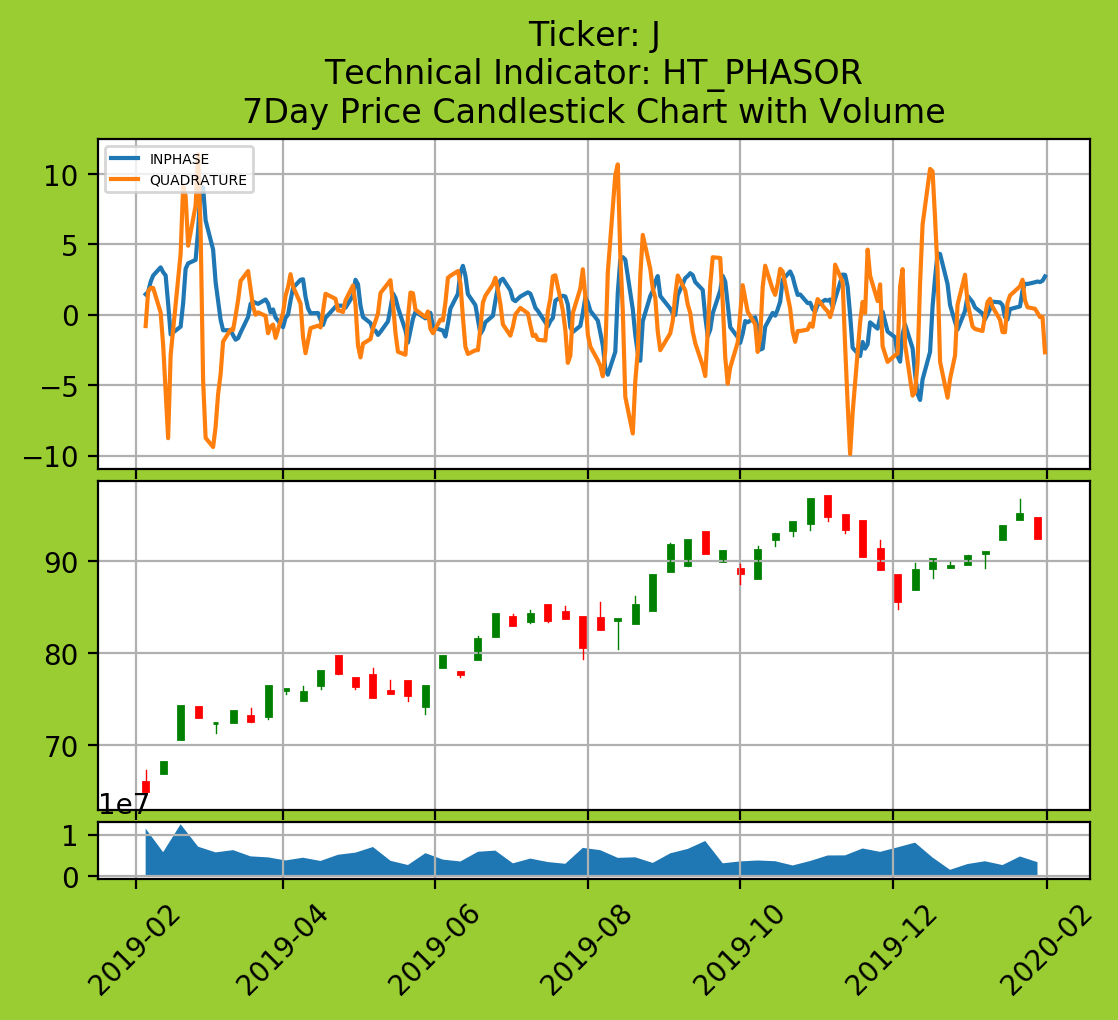 Ticker: J
Technical Indicator: HT_PHASOR
7Day Price Candlestick Chart with Volume
INPHASE
QUADRATURE
10
5
0
−5
−10
90
80
70
1e7
1
0
2019-02
2019-04
2019-06
2019-08
2019-10
2019-12
2020-02